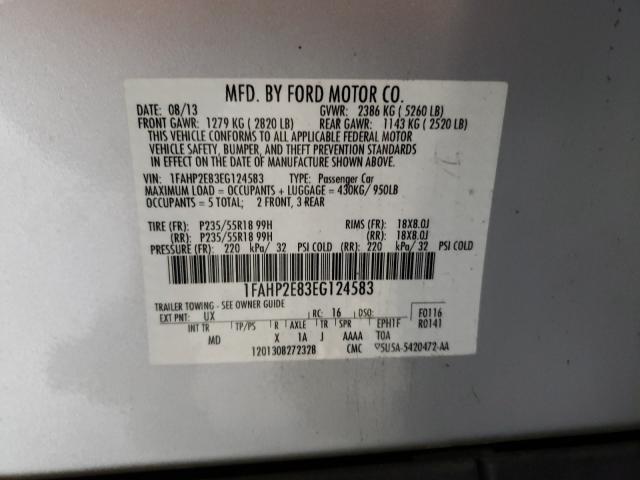 MFD. BY FORD MOTOR CO.
DATE: 08/13 GVWR: 2386 KG ( 5260 LB)
FRONT GAWR: 1279 KG ( 2820 LB) REAR GAWR: 1143 KG ( 2520 LB)
THIS VEHICLE CONFORMS TO ALL APPLICABLE FEDERAL MOTOR
VEHICLE SAFETY, BUMPER, AND THEFT PREVENTION STANDARDS
IN EFFECT ON THE DATE OF MANUFACTURE SHOWN ABOVE.
VIN: 1FAHP2E83EG124583 TYPE: Passenger Car
MAXIMUM LOAD = OCCUPANTS + LUGGAGE = 430KG/ 950LB
OCCUPANTS = 5 TOTAL; 2 FRONT, 3 REAR
TIRE (FR): P235/55R18 99H RIMS (FR): 18X8.0J
(RR): P235/55R18 99H (RR): 18X8.0J
PRESSURE (FR): 220 kPa/ 32 PSI COLD (RR): 220 kPa/ 32 PSI COLD
1FAHP2E83EG124583
TRAILER TOWING - SEE OWNER GUIDE
EXT PNT: UX RC: 16 DSO: F0116
INT TR TP/PS R AXLE TR SPR EPH1F R0141
MD X 1A J AAAA TOA
1201308272328 CMC ▽5U5A-5420472-AA